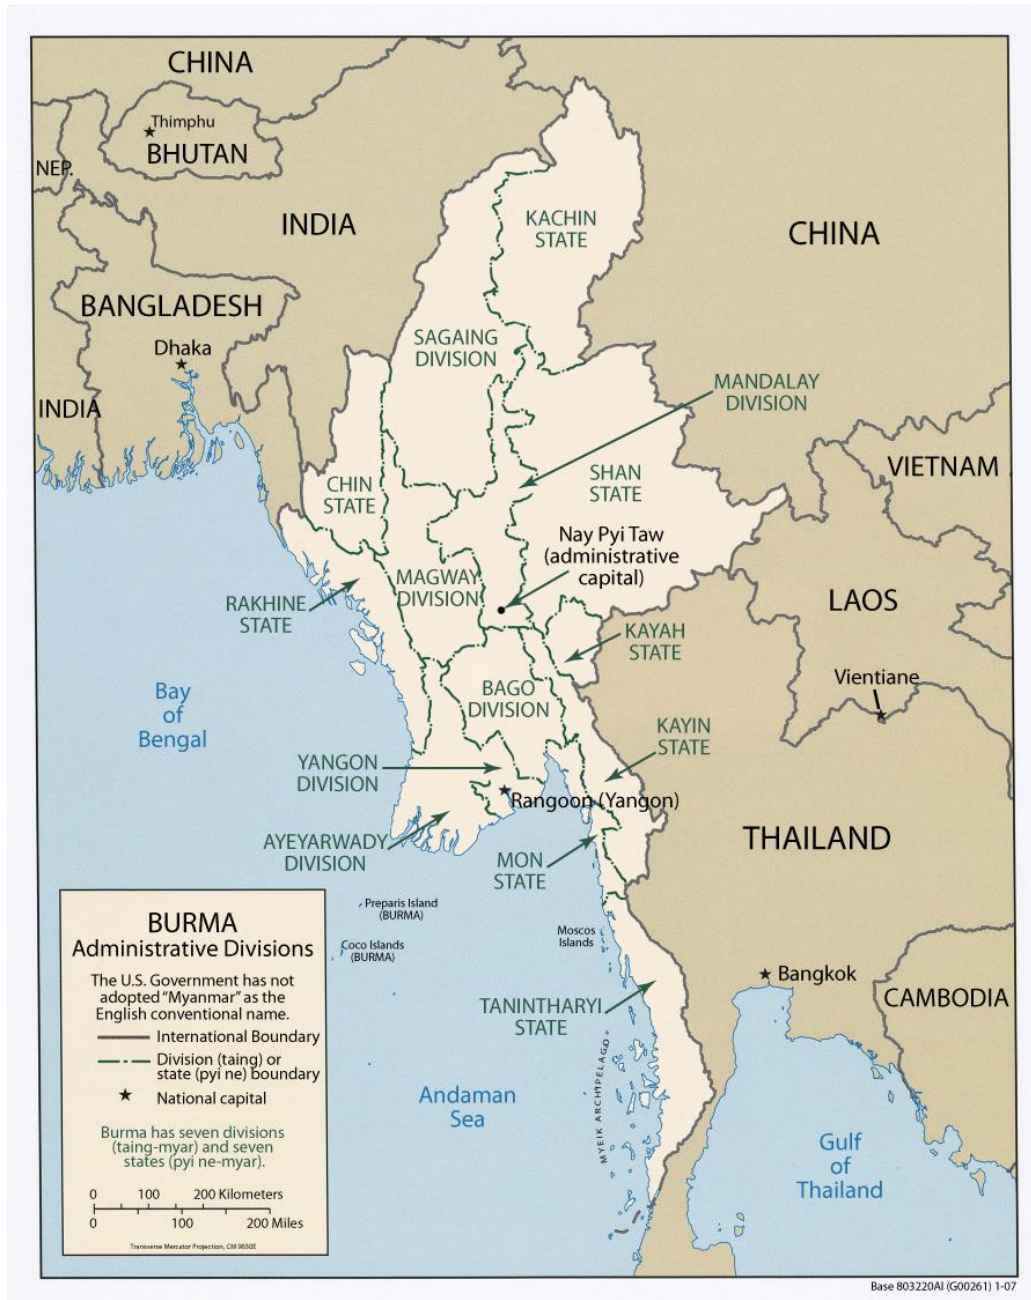 CHINA
Thimphu
BHUTAN
NEP.
INDIA
KACHIN
STATE
CHINA
BANGLADESH
Dhaka
SAGAING
DIVISION
INDIA
MANDALAY
DIVISION
VIETNAM
CHIN
STATE
SHAN
STATE
Nay Pyi Taw
(administrative
capital)
MAGWAY
DIVISION
RAKHINE
STATE
LAOS
KAYAH
STATE
Vientiane
Bay
of
Bengal
BAGO
DIVISION
KAYIN
STATE
YANGON
DIVISION
Rangoon (Yangon)
AYEYARWADY
DIVISION
MON
STATE
THAILAND
Preparis Island
(BURMA)
Coco Islands
(BURMA)
Moscos
Islands
Bangkok
CAMBODIA
TANINTHARYI
STATE
MYEIK ARCHIPELAGO
Andaman
Sea
Gulf
of
Thailand
BURMA
Administrative Divisions
The U.S. Government has not
adopted "Myanmar" as the
English conventional name.
International Boundary
Division (taing) or
state (pyi ne) boundary
National capital
Burma has seven divisions
(taing-myar) and seven
states (pyi ne-myar).
0 100 200 Kilometers
0 100 200 Miles
Transverse Mercator Projection, CM 9630E
Base 803220AI (G00261) 1-07